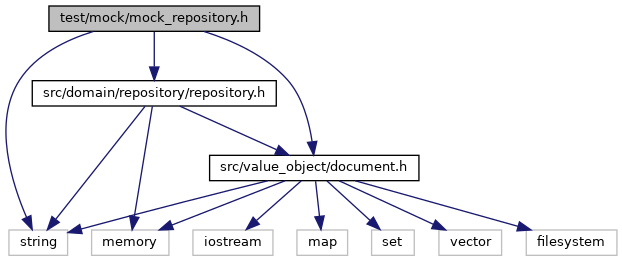 test/mock/mock_repository.h
src/domain/repository/repository.h
src/value_object/document.h
string
memory
iostream
map
set
vector
filesystem